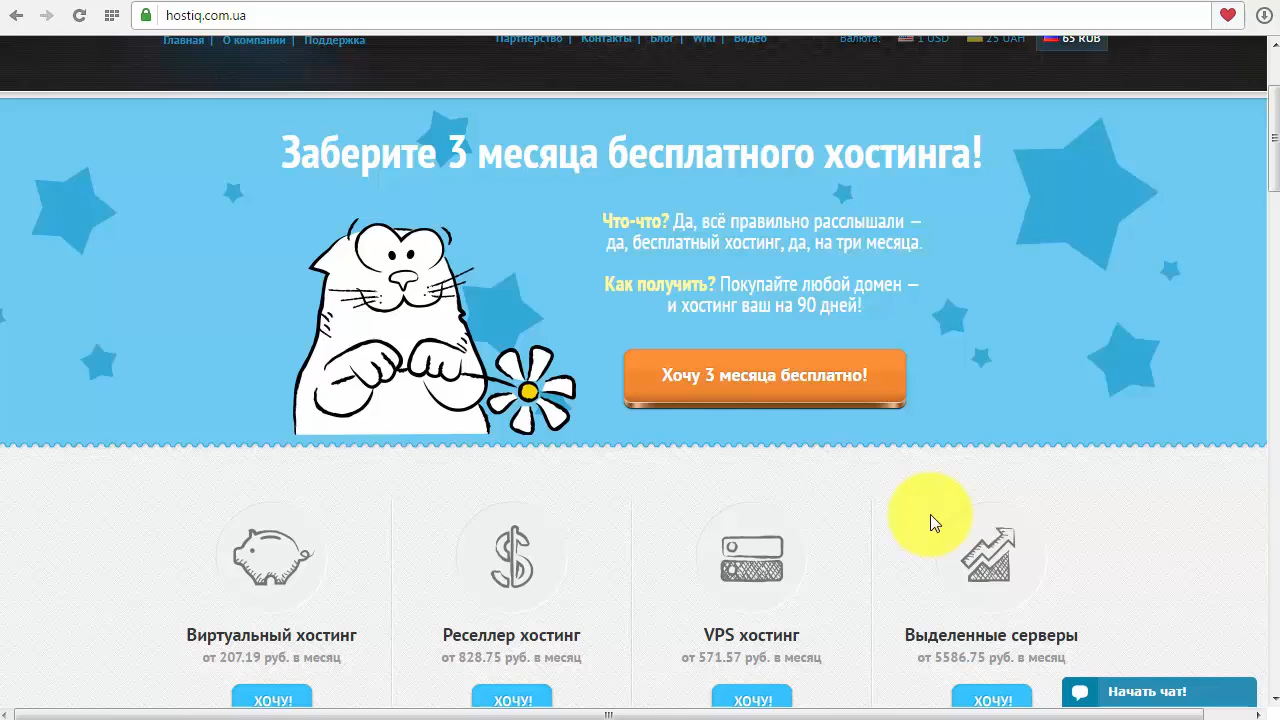 hostiq.com.ua
Главная | О компании | Поддержка
Партнерство | Контакты | Блог | Wiki | Видео
Валюта: 1 USD 25 UAH 65 RUB
Заберите 3 месяца бесплатного хостинга!
Что-что? Да, всё правильно расслышали —
да, бесплатный хостинг, да, на три месяца.
Как получить? Покупайте любой домен —
и хостинг ваш на 90 дней!
Хочу 3 месяца бесплатно!
Виртуальный хостинг
от 207.19 руб. в месяц
ХОЧУ!
Реселлер хостинг
от 828.75 руб. в месяц
ХОЧУ!
VPS хостинг
от 571.57 руб. в месяц
ХОЧУ!
Выделенные серверы
от 5586.75 руб. в месяц
ХОЧУ!
Начать чат!